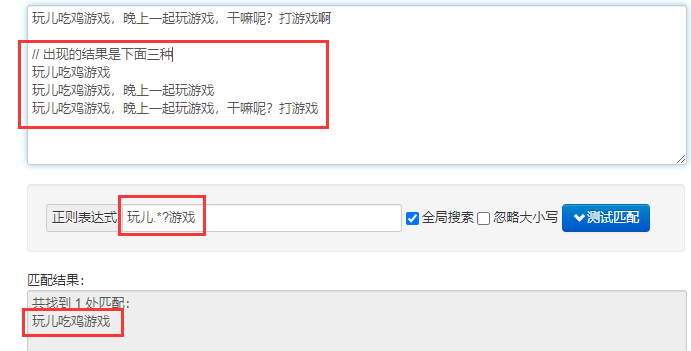 玩儿吃鸡游戏，晚上一起玩游戏，干嘛呢？打游戏啊
// 出现的结果是下面三种
玩儿吃鸡游戏
玩儿吃鸡游戏，晚上一起玩游戏
玩儿吃鸡游戏，晚上一起玩游戏，干嘛呢？打游戏
正则表达式 玩儿.*?游戏 全局搜索 忽略大小写 测试匹配
匹配结果：
共找到 1 处匹配：
玩儿吃鸡游戏